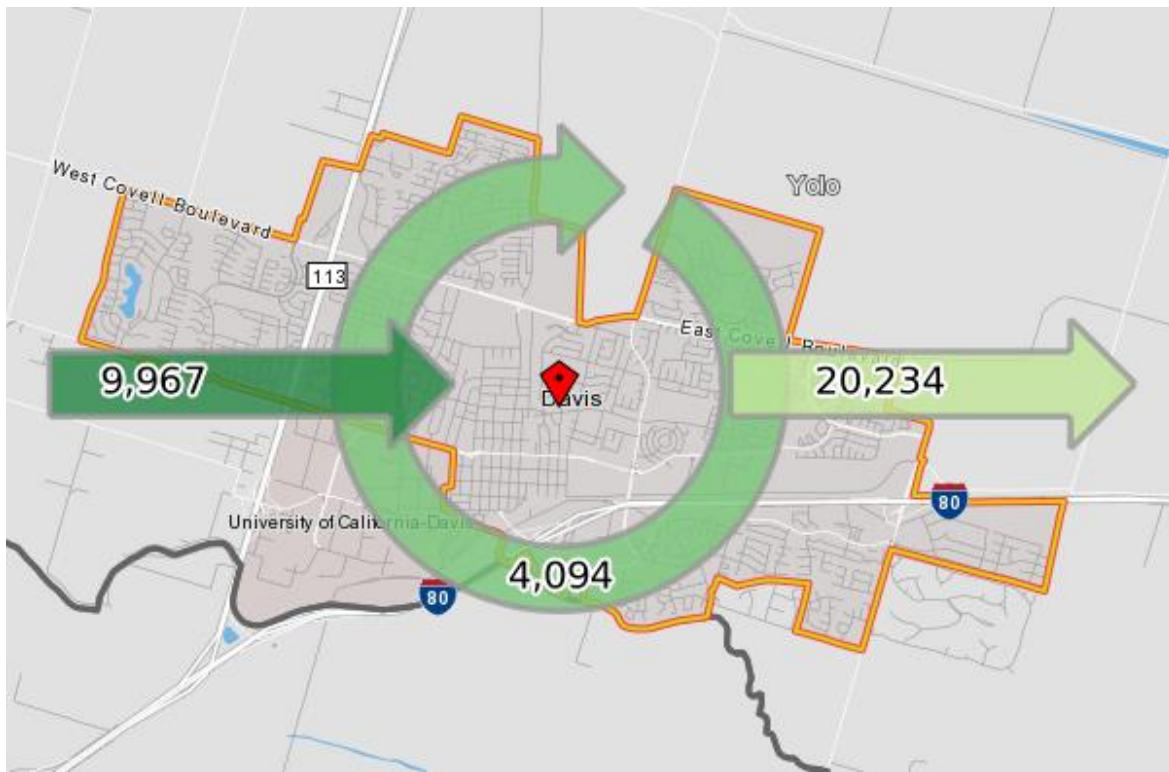 West Covell Boulevard
Yolo
113
East Covell Boulevard
9,967
20,234
Davis
80
University of California-Davis
4,094
80